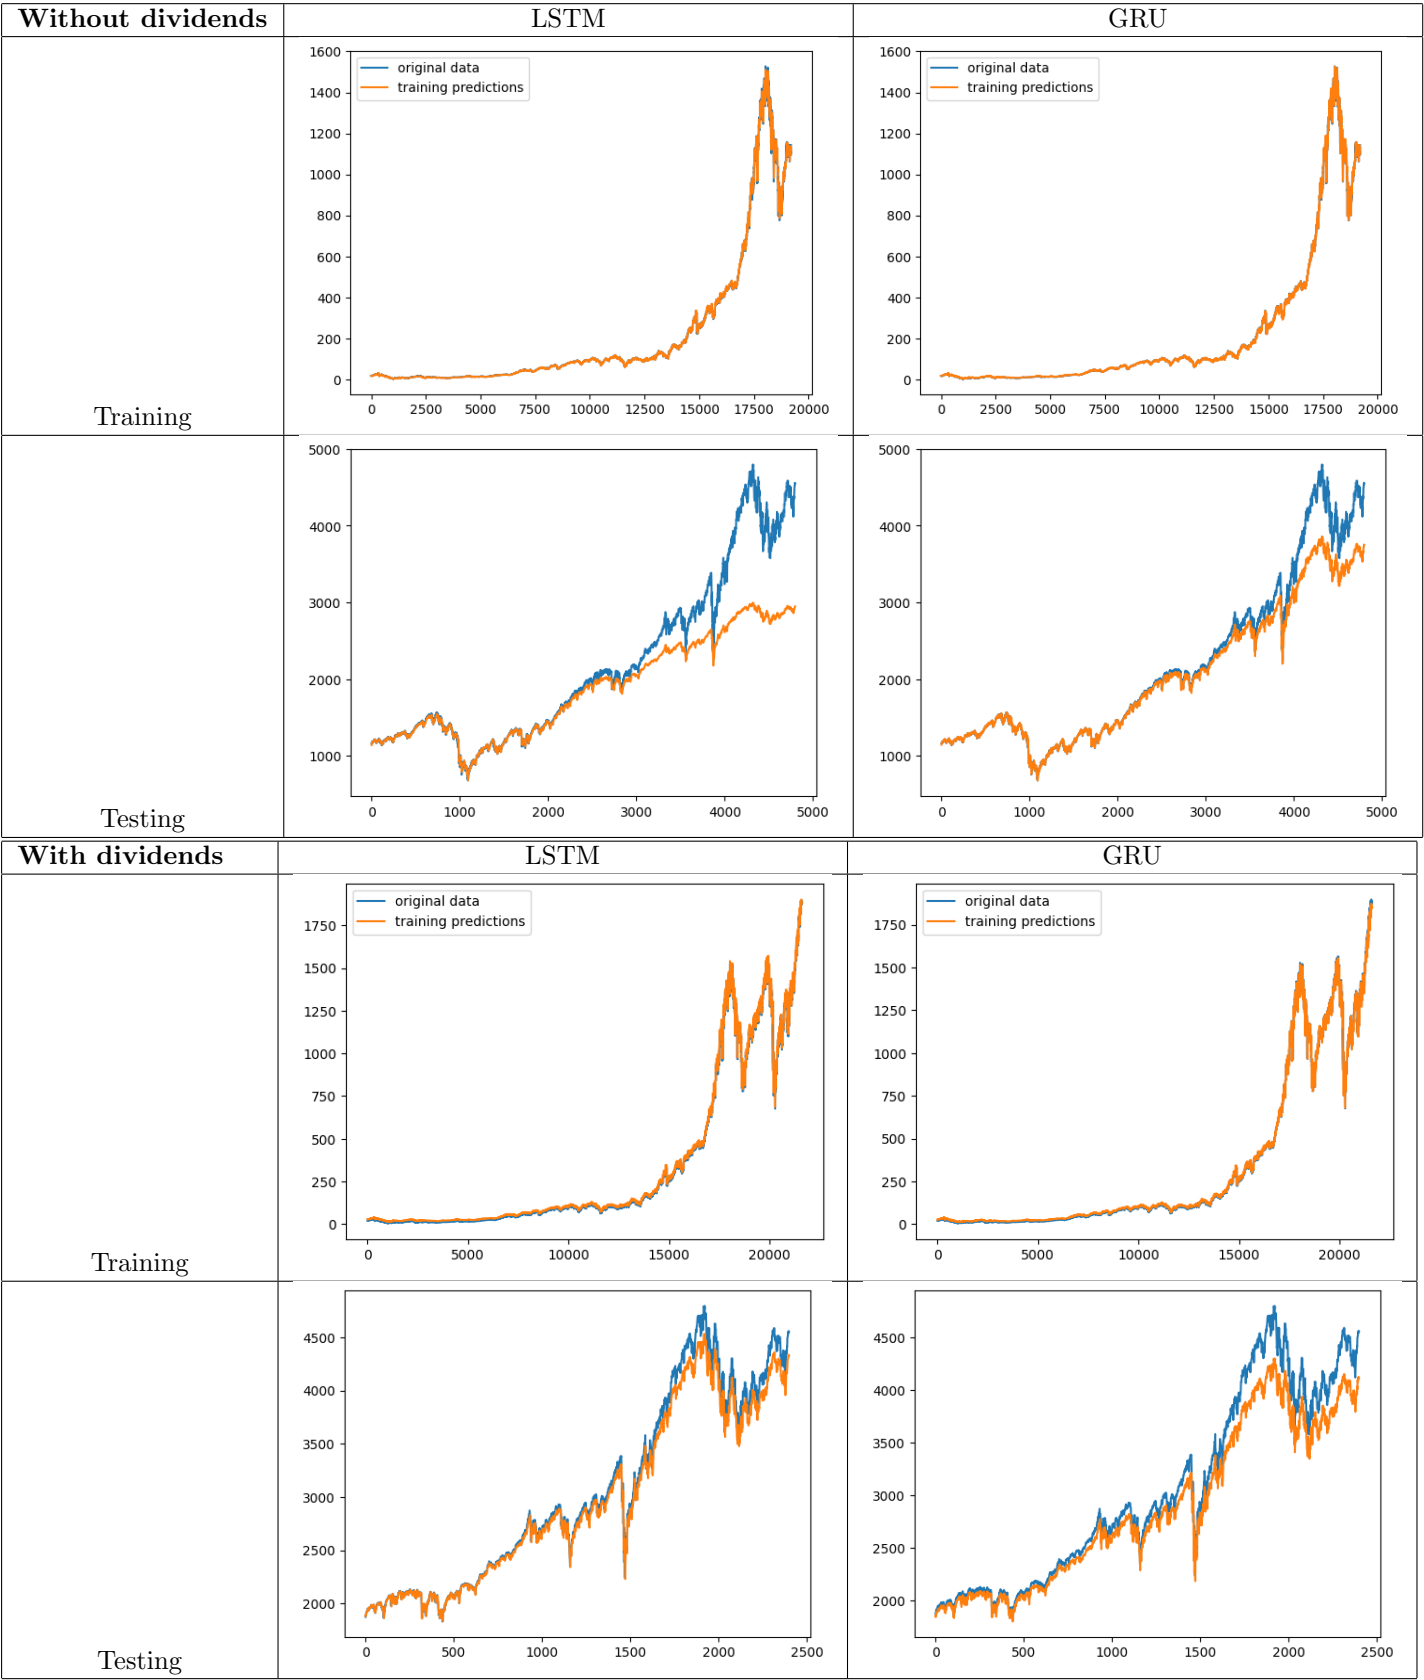 Without dividends LSTM GRU
Training
original data
training predictions
1600
1400
1200
1000
800
600
400
200
0
0 2500 5000 7500 10000 12500 15000 17500 20000
original data
training predictions
1600
1400
1200
1000
800
600
400
200
0
0 2500 5000 7500 10000 12500 15000 17500 20000
Testing
5000
4000
3000
2000
1000
0 1000 2000 3000 4000 5000
5000
4000
3000
2000
1000
0 1000 2000 3000 4000 5000
With dividends LSTM GRU
Training
original data
training predictions
1750
1500
1250
1000
750
500
250
0
0 5000 10000 15000 20000
original data
training predictions
1750
1500
1250
1000
750
500
250
0
0 5000 10000 15000 20000
Testing
4500
4000
3500
3000
2500
2000
0 500 1000 1500 2000 2500
4500
4000
3500
3000
2500
2000
0 500 1000 1500 2000 2500